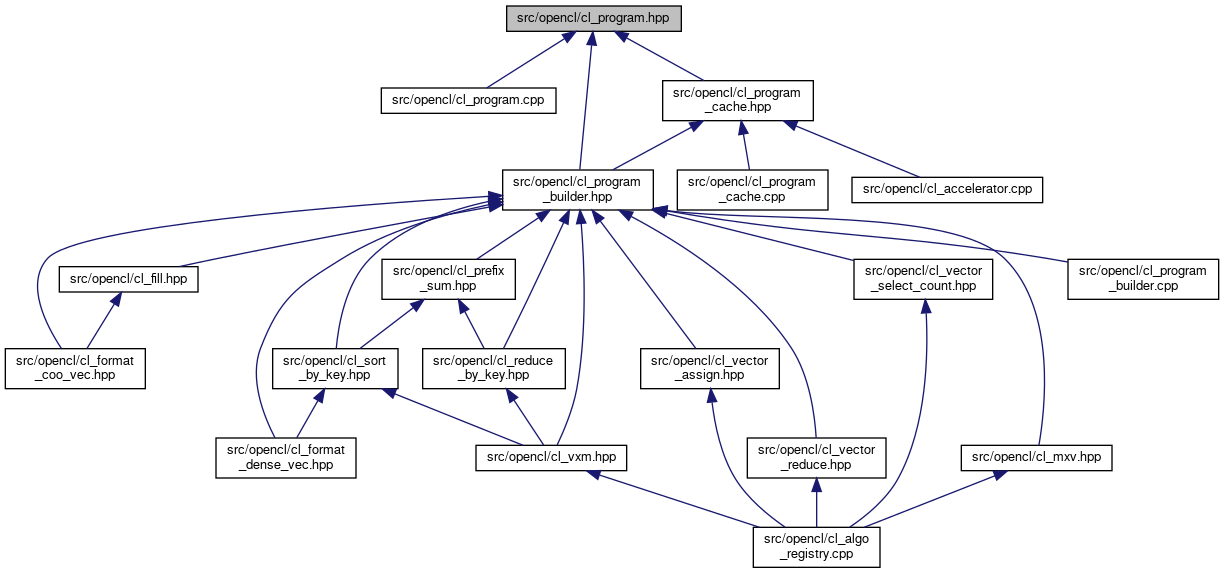 src/opencl/cl_program.hpp
src/opencl/cl_program.cpp
src/opencl/cl_program
_cache.hpp
src/opencl/cl_program
_builder.hpp
src/opencl/cl_program
_cache.cpp
src/opencl/cl_accelerator.cpp
src/opencl/cl_fill.hpp
src/opencl/cl_prefix
_sum.hpp
src/opencl/cl_vector
_select_count.hpp
src/opencl/cl_program
_builder.cpp
src/opencl/cl_format
_coo_vec.hpp
src/opencl/cl_sort
_by_key.hpp
src/opencl/cl_reduce
_by_key.hpp
src/opencl/cl_vector
_assign.hpp
src/opencl/cl_format
_dense_vec.hpp
src/opencl/cl_vxm.hpp
src/opencl/cl_vector
_reduce.hpp
src/opencl/cl_mxv.hpp
src/opencl/cl_algo
_registry.cpp